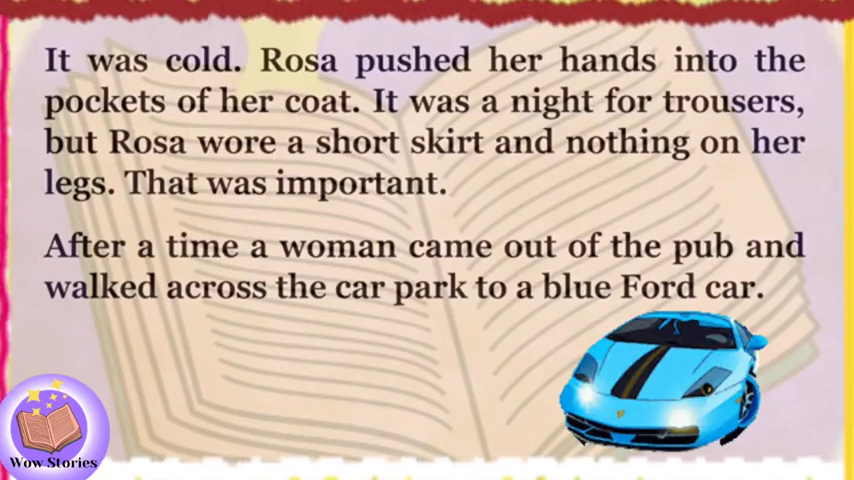 It was cold. Rosa pushed her hands into the
pockets of her coat. It was a night for trousers,
but Rosa wore a short skirt and nothing on her
legs. That was important.
After a time a woman came out of the pub and
walked across the car park to a blue Ford car.
Wow Stories